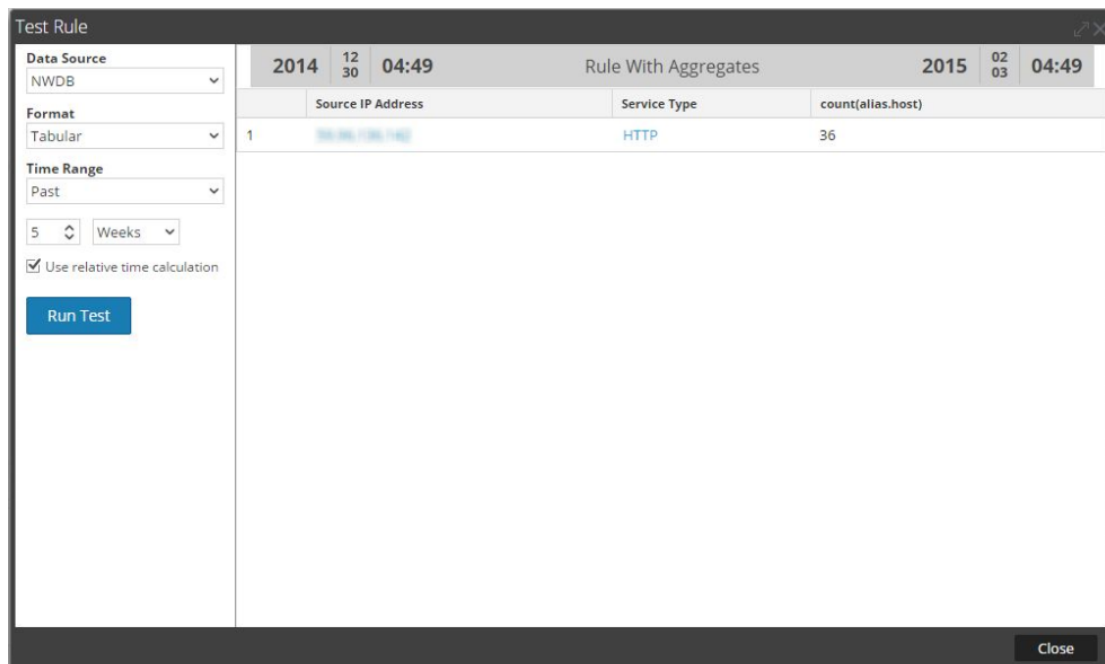 Test Rule
Data Source
NWDB
Format
Tabular
Time Range
Past
5 Weeks
Use relative time calculation
Run Test
2014 12 30 04:49 Rule With Aggregates 2015 02 03 04:49
Source IP Address Service Type count(alias.host)
1 HTTP 36
Close